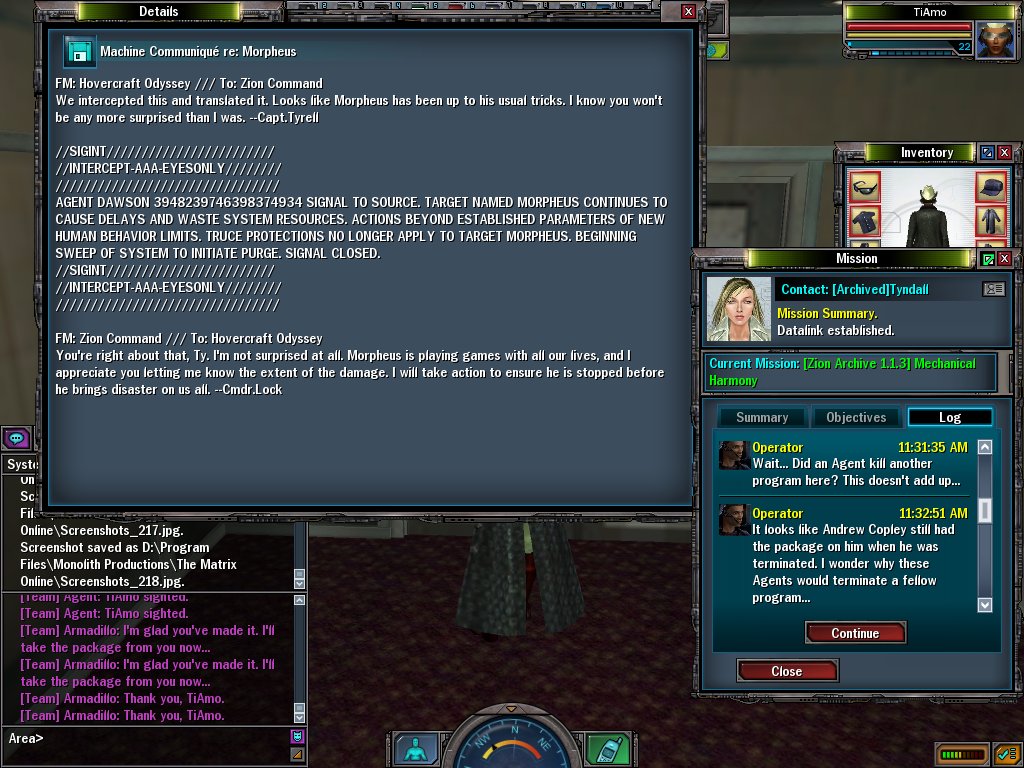 Details
Machine Communiqué re: Morpheus
FM: Hovercraft Odyssey /// To: Zion Command
We intercepted this and translated it. Looks like Morpheus has been up to his usual tricks. I know you won't
be any more surprised than I was. --Capt.Tyrell
//SIGINT////////////////////////
//INTERCEPT-AAA-EYESONLY////////
////////////////////////////////
AGENT DAWSON 3948239746398374934 SIGNAL TO SOURCE. TARGET NAMED MORPHEUS CONTINUES TO
CAUSE DELAYS AND WASTE SYSTEM RESOURCES. ACTIONS BEYOND ESTABLISHED PARAMETERS OF NEW
HUMAN BEHAVIOR LIMITS. TRUCE PROTECTIONS NO LONGER APPLY TO TARGET MORPHEUS. BEGINNING
SWEEP OF SYSTEM TO INITIATE PURGE. SIGNAL CLOSED.
//SIGINT////////////////////////
//INTERCEPT-AAA-EYESONLY////////
////////////////////////////////
FM: Zion Command /// To: Hovercraft Odyssey
You're right about that, Ty. I'm not surprised at all. Morpheus is playing games with all our lives, and I
appreciate you letting me know the extent of the damage. I will take action to ensure he is stopped before
he brings disaster on us all. --Cmdr.Lock
TiAmo
22
Inventory
Mission
Contact: [Archived]Tyndall
Mission Summary.
Datalink established.
Current Mission: [Zion Archive 1.1.3] Mechanical
Harmony
Summary
Objectives
Log
Operator 11:31:35 AM
Wait... Did an Agent kill another
program here? This doesn't add up...
Operator 11:32:51 AM
It looks like Andrew Copley still had
the package on him when he was
terminated. I wonder why these
Agents would terminate a fellow
program...
Continue
Close
Syste
Online\Screenshots_217.jpg.
Screenshot saved as D:\Program
Files\Monolith Productions\The Matrix
Online\Screenshots_218.jpg.
[Team] Agent: TiAmo sighted.
[Team] Agent: TiAmo sighted.
[Team] Armadillo: I'm glad you've made it. I'll
take the package from you now...
[Team] Armadillo: I'm glad you've made it. I'll
take the package from you now...
[Team] Armadillo: Thank you, TiAmo.
[Team] Armadillo: Thank you, TiAmo.
Area>
NW
N
NE